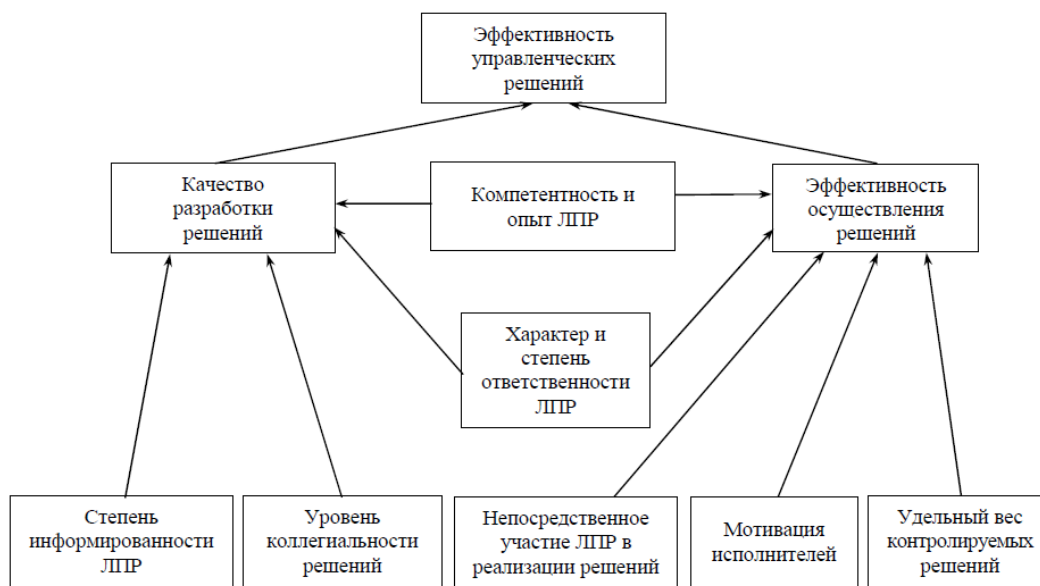 Эффективность
управленческих
решений
Качество
разработки
решений
Компетентность и
опыт ЛПР
Эффективность
осуществления
решений
Характер и
степень
ответственности
ЛПР
Степень
информированности
ЛПР
Уровень
коллегиальности
решений
Непосредственное
участие ЛПР в
реализации решений
Мотивация
исполнителей
Удельный вес
контролируемых
решений